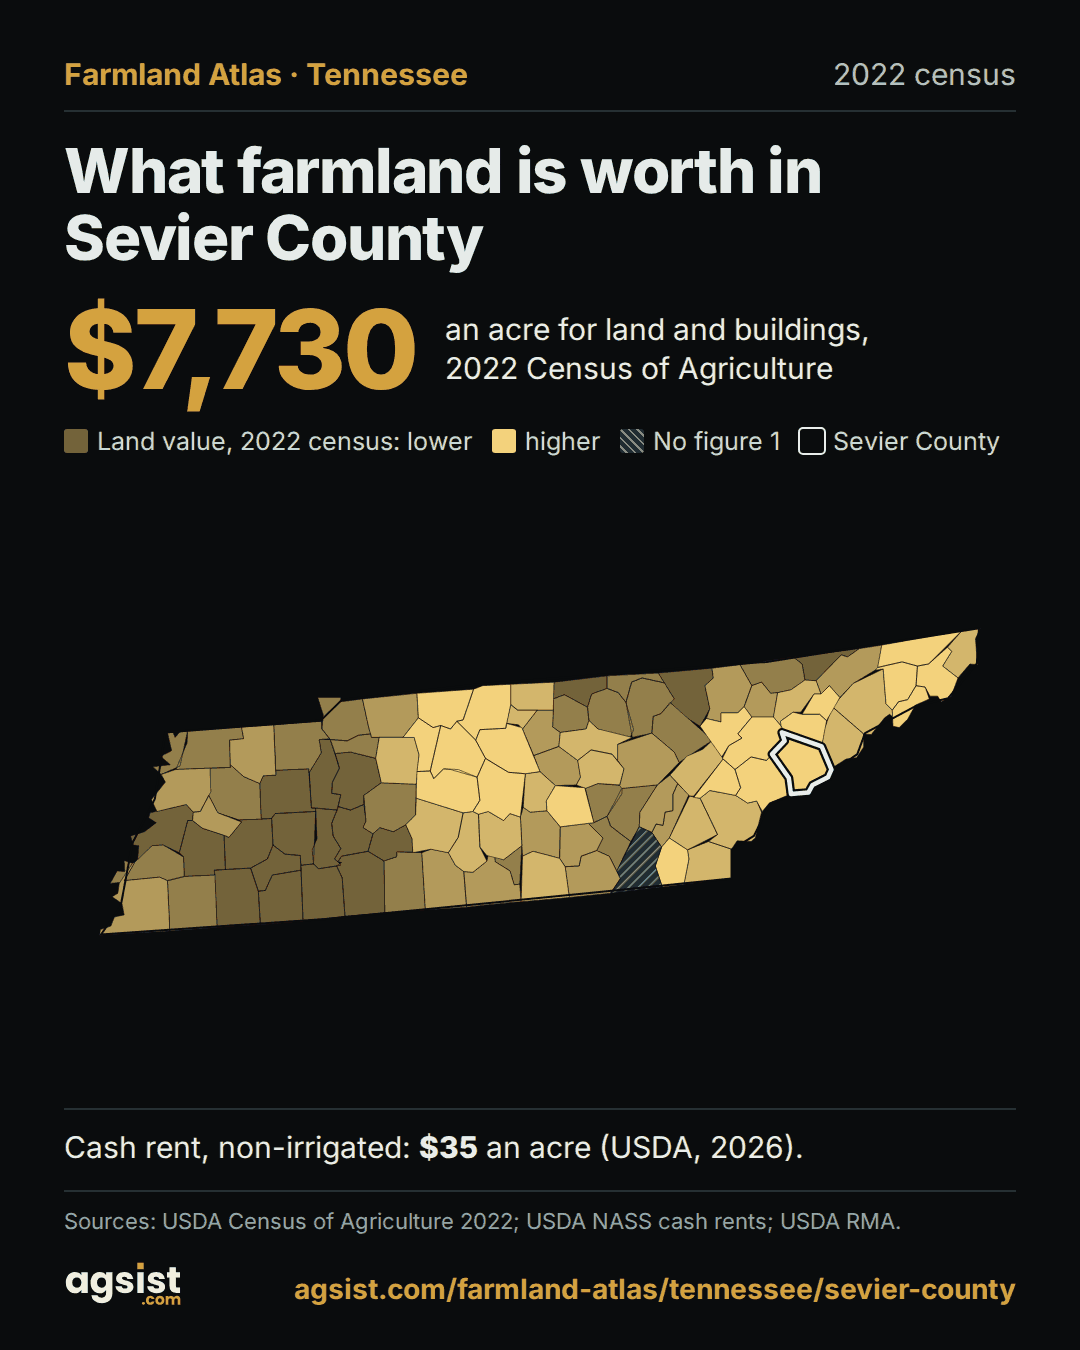 Farmland Atlas · Tennessee
2022 census
What farmland is worth in
Sevier County
$7,730
an acre for land and buildings,
2022 Census of Agriculture
Land value, 2022 census: lower
higher
No figure 1
Sevier County
Cash rent, non-irrigated: $35 an acre (USDA, 2026).
Sources: USDA Census of Agriculture 2022; USDA NASS cash rents; USDA RMA.
agsist
.com
agsist.com/farmland-atlas/tennessee/sevier-county